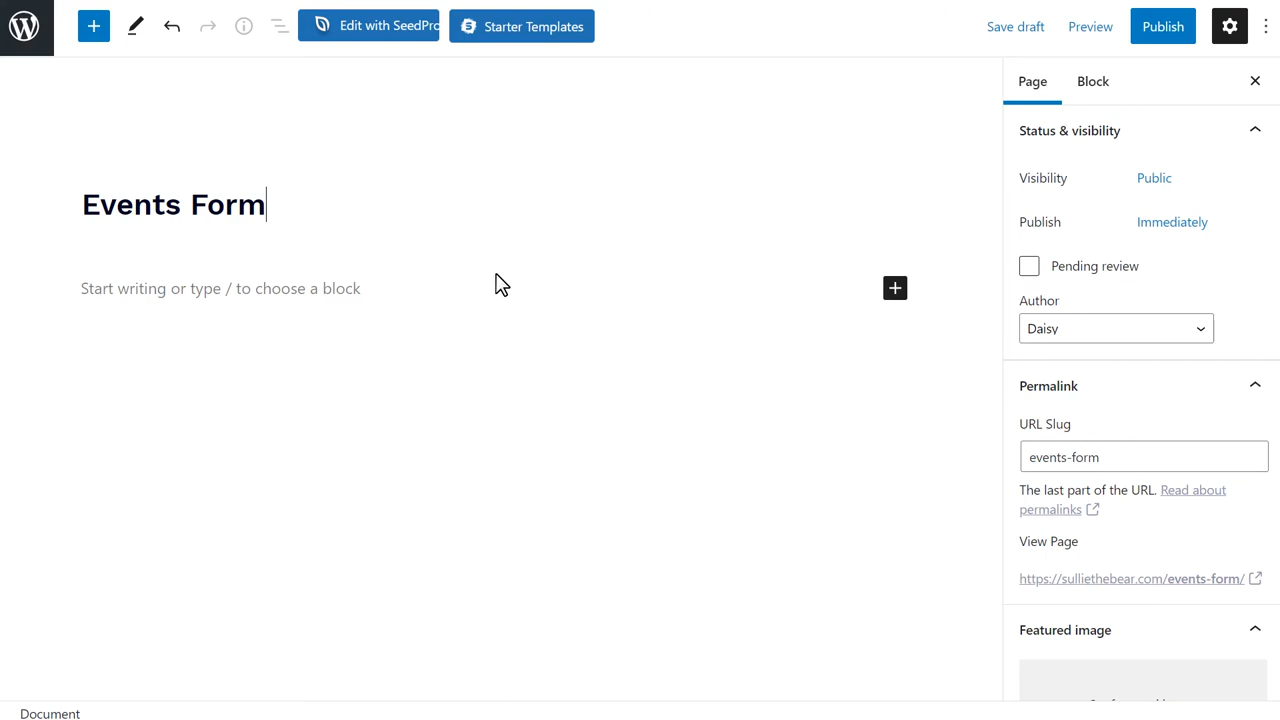 Edit with SeedPro
Starter Templates
Save draft
Preview
Publish
Page
Block
Status & visibility
Visibility
Public
Publish
Immediately
Pending review
Author
Daisy
Permalink
URL Slug
events-form
The last part of the URL. Read about
permalinks
View Page
https://sulliethebear.com/events-form/
Featured image
Events Form
Start writing or type / to choose a block
Document